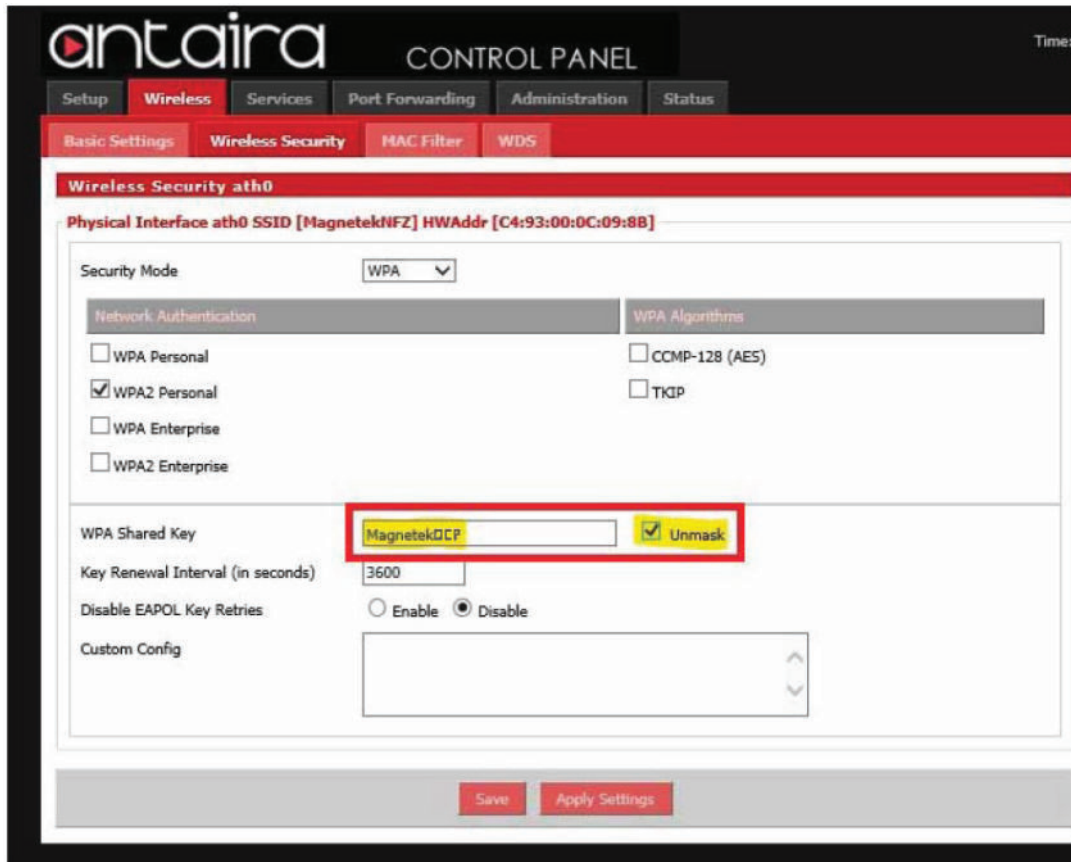 antaira
CONTROL PANEL
Time:
Setup Wireless Services Port Forwarding Administration Status
Basic Settings Wireless Security MAC Filter WDS
Wireless Security ath0
Physical Interface ath0 SSID [MagnetekNFZ] HWAddr [C4:93:00:0C:09:8B]
Security Mode WPA
Network Authentication WPA Algorithms
WPA Personal CCMP-128 (AES)
WPA2 Personal TKIP
WPA Enterprise
WPA2 Enterprise
WPA Shared Key Unmask
Key Renewal Interval (in seconds) 3600
Disable EAPOL Key Retries Enable Disable
Custom Config
Save Apply Settings